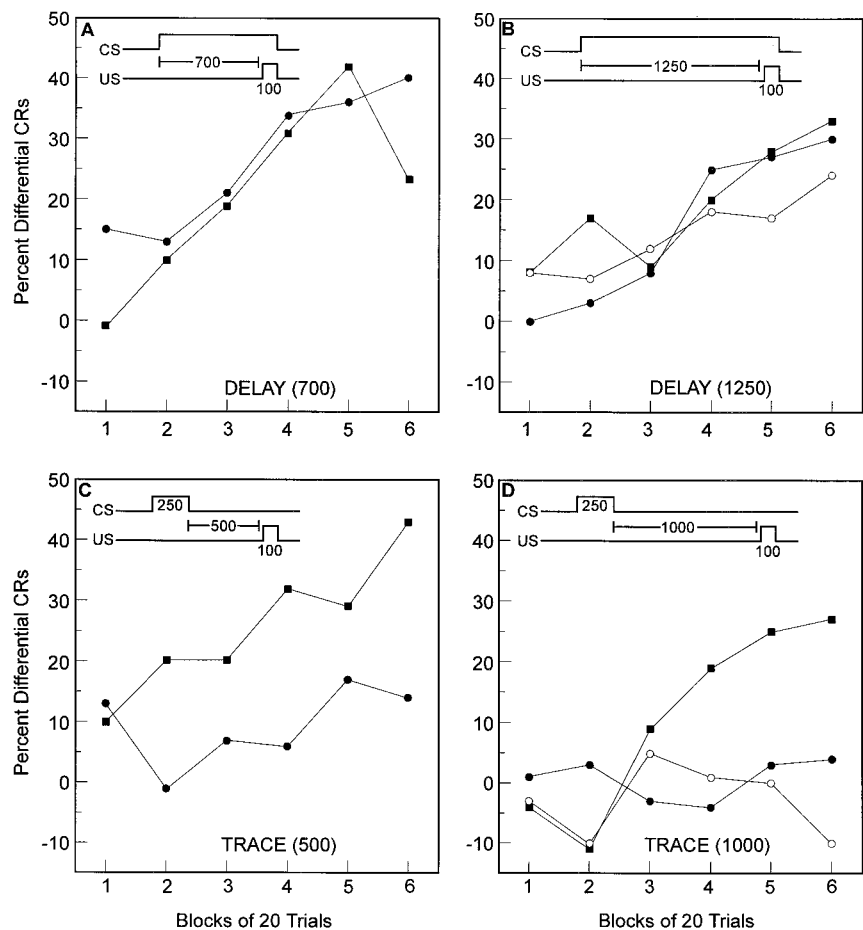 A
CS
700
US
100
50
40
30
20
10
0
-10
Percent Differential CRs
DELAY (700)
1 2 3 4 5 6
B
CS
1250
US
100
50
40
30
20
10
0
-10
DELAY (1250)
1 2 3 4 5 6
C
CS 250
500
US
100
50
40
30
20
10
0
-10
Percent Differential CRs
TRACE (500)
1 2 3 4 5 6
Blocks of 20 Trials
D
CS 250
1000
US
100
50
40
30
20
10
0
-10
TRACE (1000)
1 2 3 4 5 6
Blocks of 20 Trials